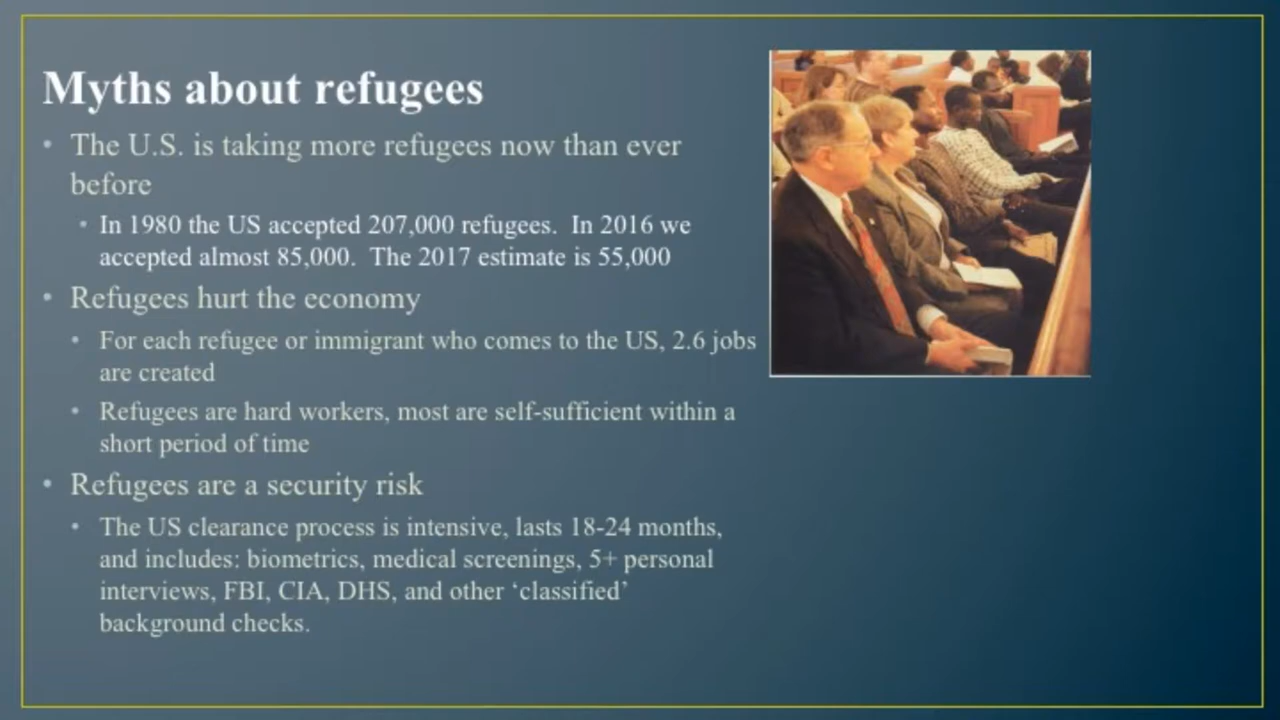 Myths about refugees
• The U.S. is taking more refugees now than ever
before
• In 1980 the US accepted 207,000 refugees.  In 2016 we
accepted almost 85,000.  The 2017 estimate is 55,000
• Refugees hurt the economy
• For each refugee or immigrant who comes to the US, 2.6 jobs
are created
• Refugees are hard workers, most are self-sufficient within a
short period of time
• Refugees are a security risk
• The US clearance process is intensive, lasts 18-24 months,
and includes: biometrics, medical screenings, 5+ personal
interviews, FBI, CIA, DHS, and other ‘classified’
background checks.